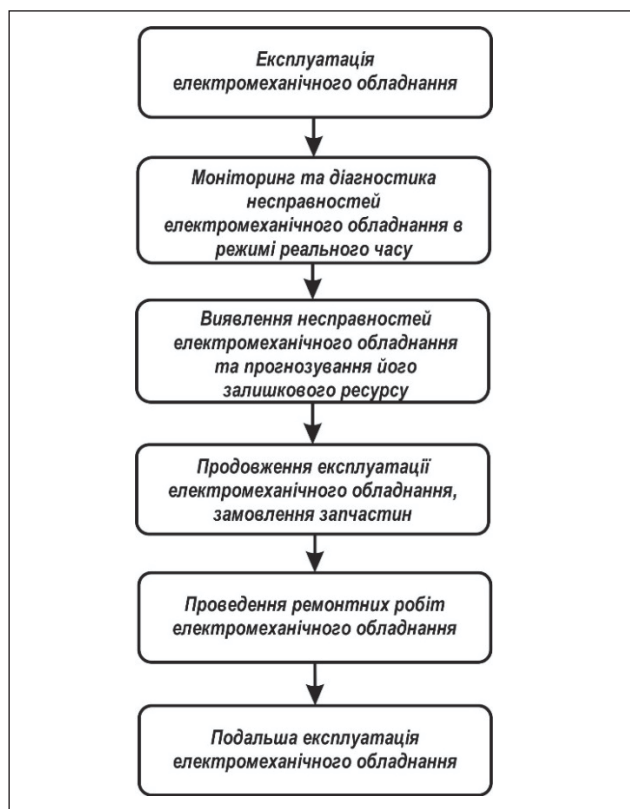 Експлуатація
електромеханічного обладнання
Моніторинг та діагностика
несправностей
електромеханічного обладнання в
режимі реального часу
Виявлення несправностей
електромеханічного обладнання
та прогнозування його
залишкового ресурсу
Продовження експлуатації
електромеханічного обладнання,
замовлення запчастин
Проведення ремонтних робіт
електромеханічного обладнання
Подальша експлуатація
електромеханічного обладнання